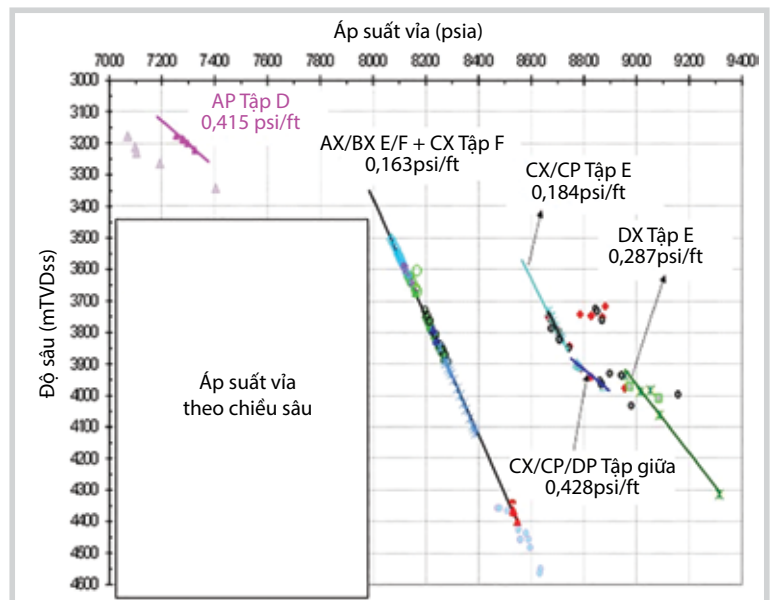 Áp suất vỉa (psia)
7000 7200 7400 7600 7800 8000 8200 8400 8600 8800 9000 9200 9400
3000
3100
3200
3300
3400
3500
3600
3700
3800
3900
4000
4100
4200
4300
4400
4500
4600
Độ sâu (mTVDss)
AP Tập D
0,415 psi/ft
AX/BX E/F + CX Tập F
0,163psi/ft
CX/CP Tập E
0,184psi/ft
DX Tập E
0,287psi/ft
Áp suất vỉa
theo chiều sâu
CX/CP/DP Tập giữa
0,428psi/ft